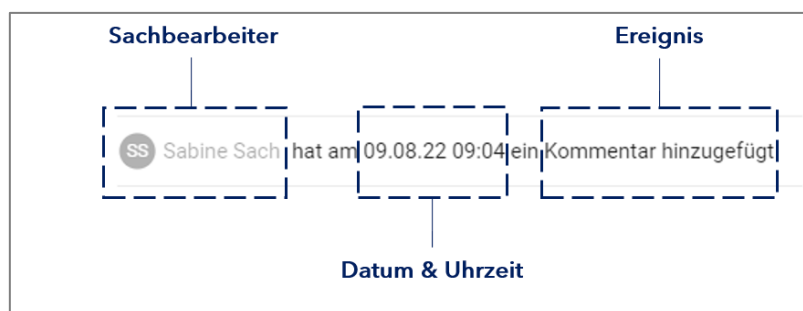 Sachbearbeiter Ereignis
SS Sabine Sach hat am 09.08.22 09:04 ein Kommentar hinzugefügt
Datum & Uhrzeit